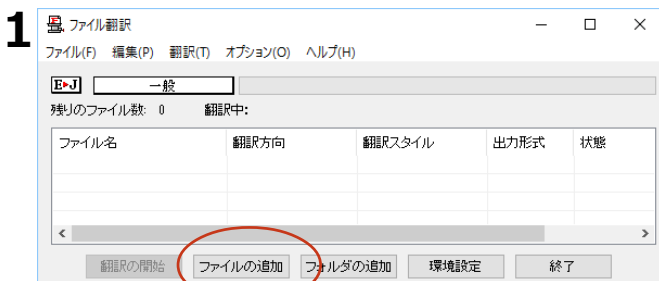 1
ファイル翻訳
ファイル(F) 編集(P) 翻訳(T) オプション(O) ヘルプ(H)
E▸J 一般
残りのファイル数: 0 翻訳中:
ファイル名 翻訳方向 翻訳スタイル 出力形式 状態
翻訳の開始 ファイルの追加 フォルダの追加 環境設定 終了